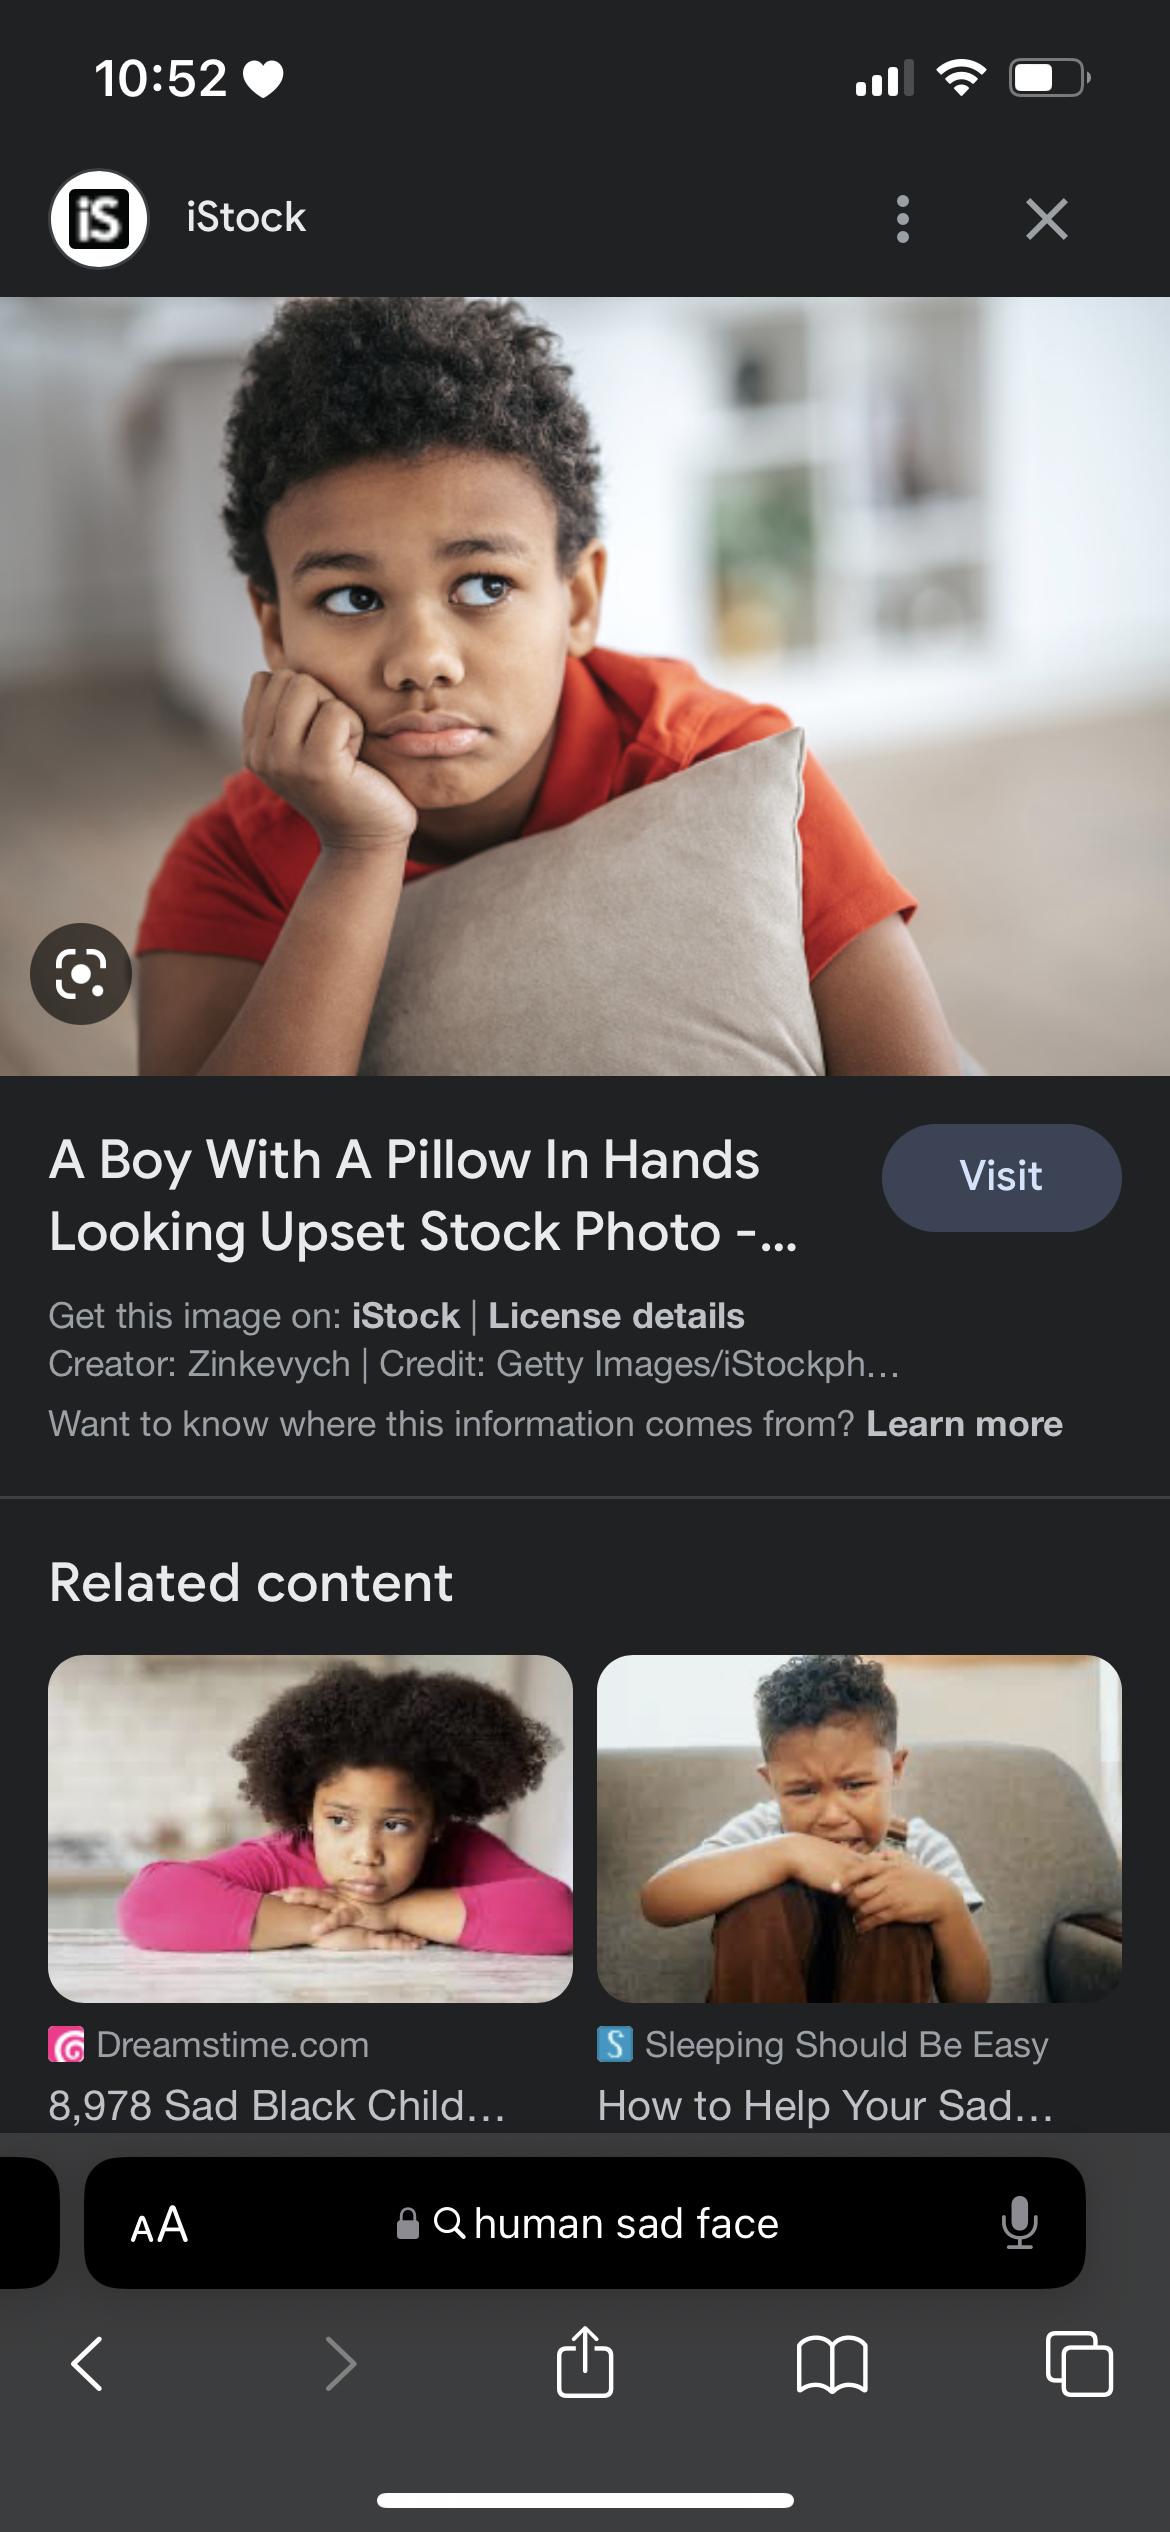 10:52
iS
iStock
A Boy With A Pillow In Hands
Looking Upset Stock Photo -...
Visit
Get this image on: iStock | License details
Creator: Zinkevych | Credit: Getty Images/iStockph...
Want to know where this information comes from? Learn more
Related content
Dreamstime.com
8,978 Sad Black Child...
S Sleeping Should Be Easy
How to Help Your Sad...
AA
human sad face